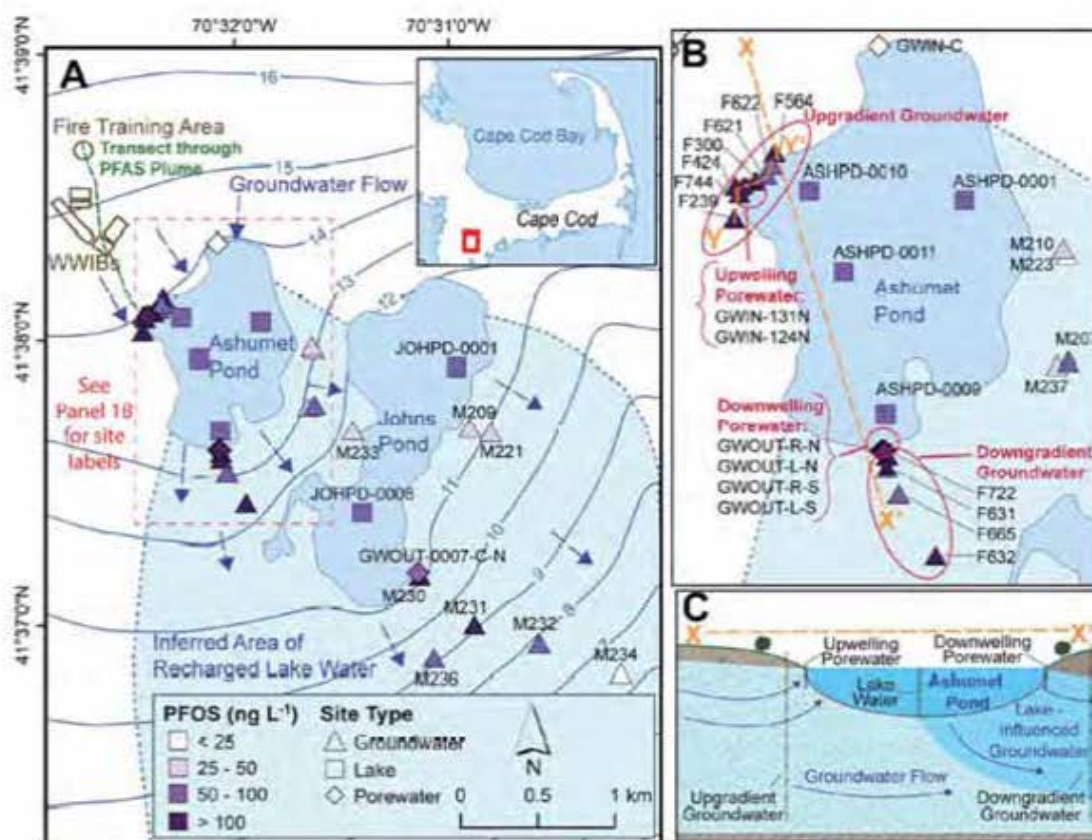 70°32'0"W
70°31'0"W
41°39'0"N
41°38'0"N
41°37'0"N
A
16
15
14
13
12
11
10
9
8
Fire Training Area
Transect through
PFAS Plume
Groundwater Flow
WWIBs
Cape Cod Bay
Cape Cod
Ashumet
Pond
See
Panel 1B
for site
labels
JOHPD-0001
Johns
Pond
M209
M221
M233
JOHPD-0008
GWOUT-0007-C-N
M230
M231
M232
M236
M234
Inferred Area of
Recharged Lake Water
PFOS (ng L⁻¹)
< 25
25 - 50
50 - 100
> 100
Site Type
Groundwater
Lake
Porewater
N
0
0.5
1 km
B
X
GWIN-C
F622
F564
F621
F300
F424
F744
F239
Upgradient Groundwater
Y'
Y
ASHPD-0010
ASHPD-0001
M210
M223
ASHPD-0011
Ashumet
Pond
Upwelling
Porewater:
GWIN-131N
GWIN-124N
M237
ASHPD-0009
Downwelling
Porewater:
GWOUT-R-N
GWOUT-L-N
GWOUT-R-S
GWOUT-L-S
Downgradient
Groundwater
F722
F631
F665
F632
X'
C
X
X
Upwelling
Porewater
Downwelling
Porewater
Lake
Water
Ashumet
Pond
Lake -
influenced
Groundwater
Groundwater Flow
Upgradient
Groundwater
Downgradient
Groundwater